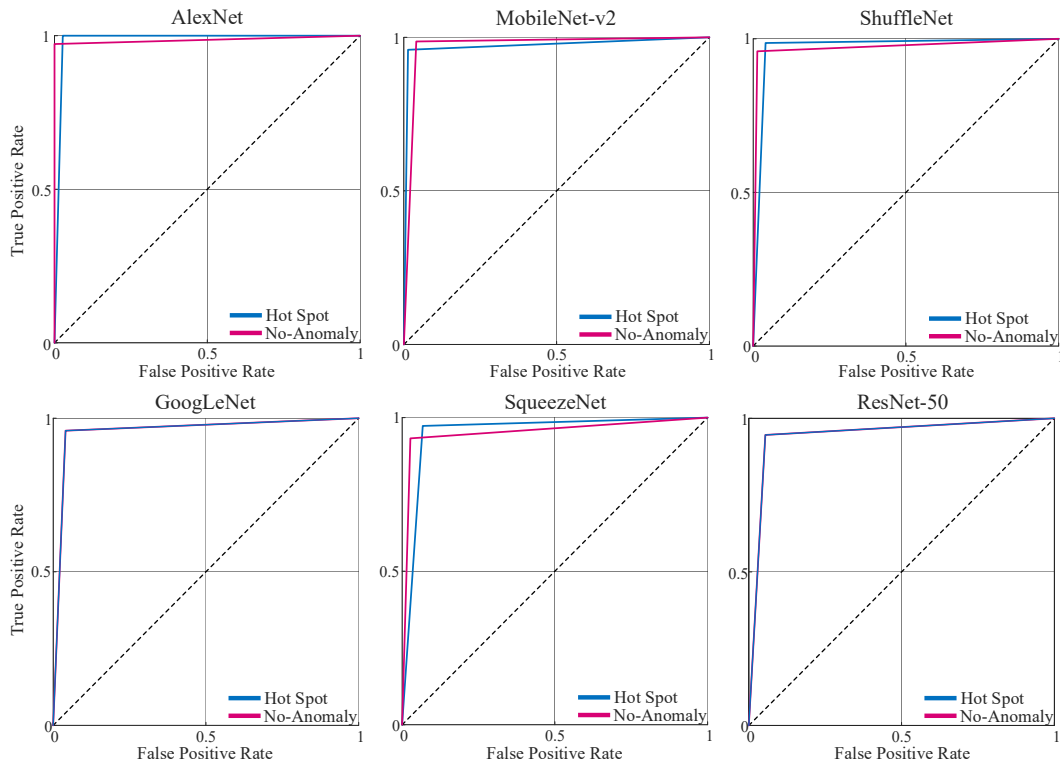 AlexNet
1
True Positive Rate
0.5
Hot Spot
No-Anomaly
0
0
0.5
1
False Positive Rate
MobileNet-v2
1
0.5
Hot Spot
No-Anomaly
0
0
0.5
1
False Positive Rate
ShuffleNet
1
0.5
Hot Spot
No-Anomaly
0
0
0.5
1
False Positive Rate
GoogLeNet
1
True Positive Rate
0.5
Hot Spot
No-Anomaly
0
0
0.5
1
False Positive Rate
SqueezeNet
1
0.5
Hot Spot
No-Anomaly
0
0
0.5
1
False Positive Rate
ResNet-50
1
0.5
Hot Spot
No-Anomaly
0
0
0.5
1
False Positive Rate